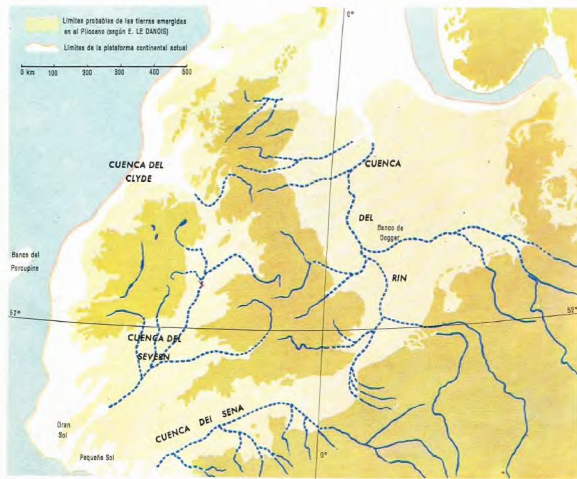 Límites probables de las tierras emergidas
en el Plioceno (según E. LE DANOIS)
Límites de la plataforma continental actual
0 km 100 200 300 400 500
0°
CUENCA DEL
CLYDE
CUENCA
DEL
Banco de
Dogger
RIN
Banco del
Porcupine
52°
52°
CUENCA DEL
SEVERN
CUENCA DEL SENA
Gran
Sol
Pequeño Sol
0°